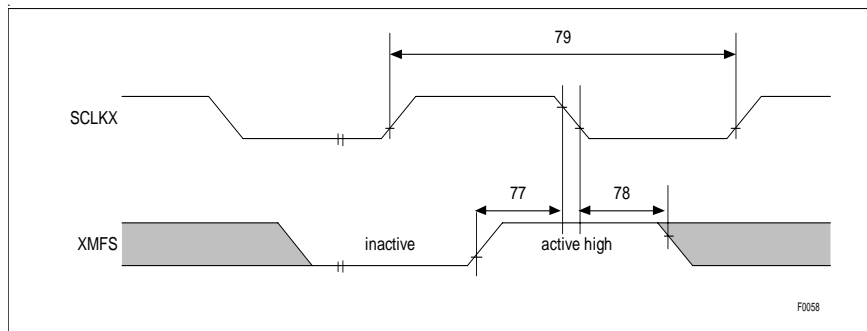 79
SCLKX
77
78
XMFS
inactive
active high
F0058